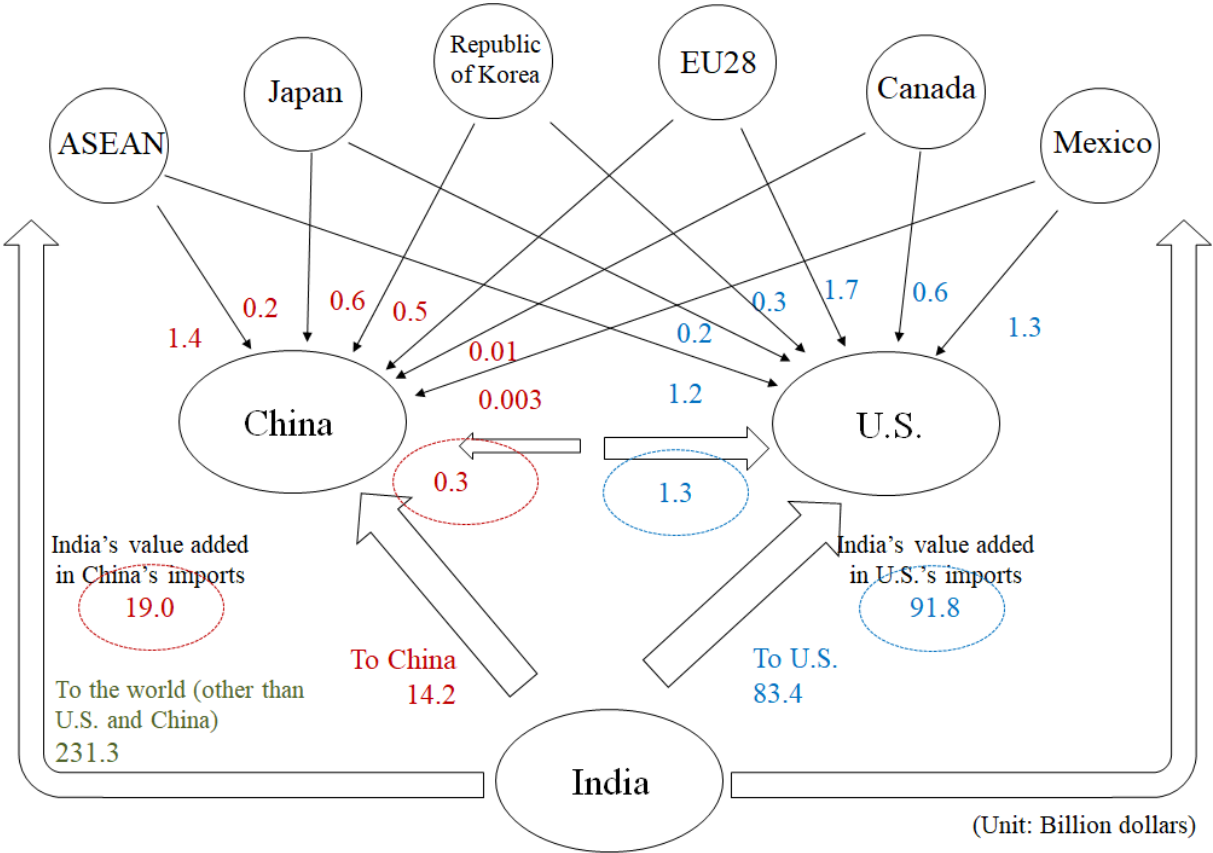 Republic
of Korea
EU28
Japan
Canada
ASEAN
Mexico
1.4
0.2
0.6
0.5
0.01
0.003
0.2
0.3
1.7
0.6
1.3
1.2
China
U.S.
0.3
1.3
India's value added
in China's imports
19.0
India's value added
in U.S.'s imports
91.8
To China
14.2
To U.S.
83.4
To the world (other than
U.S. and China)
231.3
India
(Unit: Billion dollars)